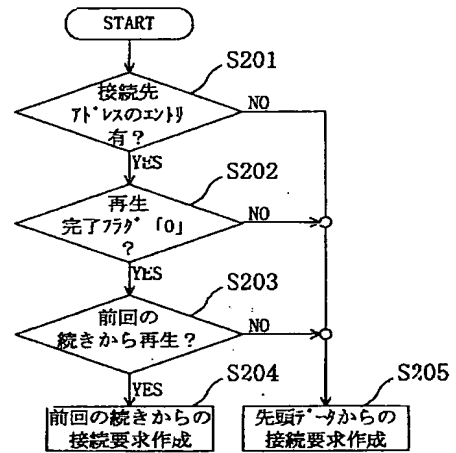 START
S201
接続先
ｱﾄﾞﾚｽのｴﾝﾄﾘ
有？
NO
YES
S202
再生
完了ﾌﾗｸﾞ「0」
？
NO
YES
S203
前回の
続きから再生？
NO
YES
S204
前回の続きからの
接続要求作成
S205
先頭ﾃﾞｰﾀからの
接続要求作成